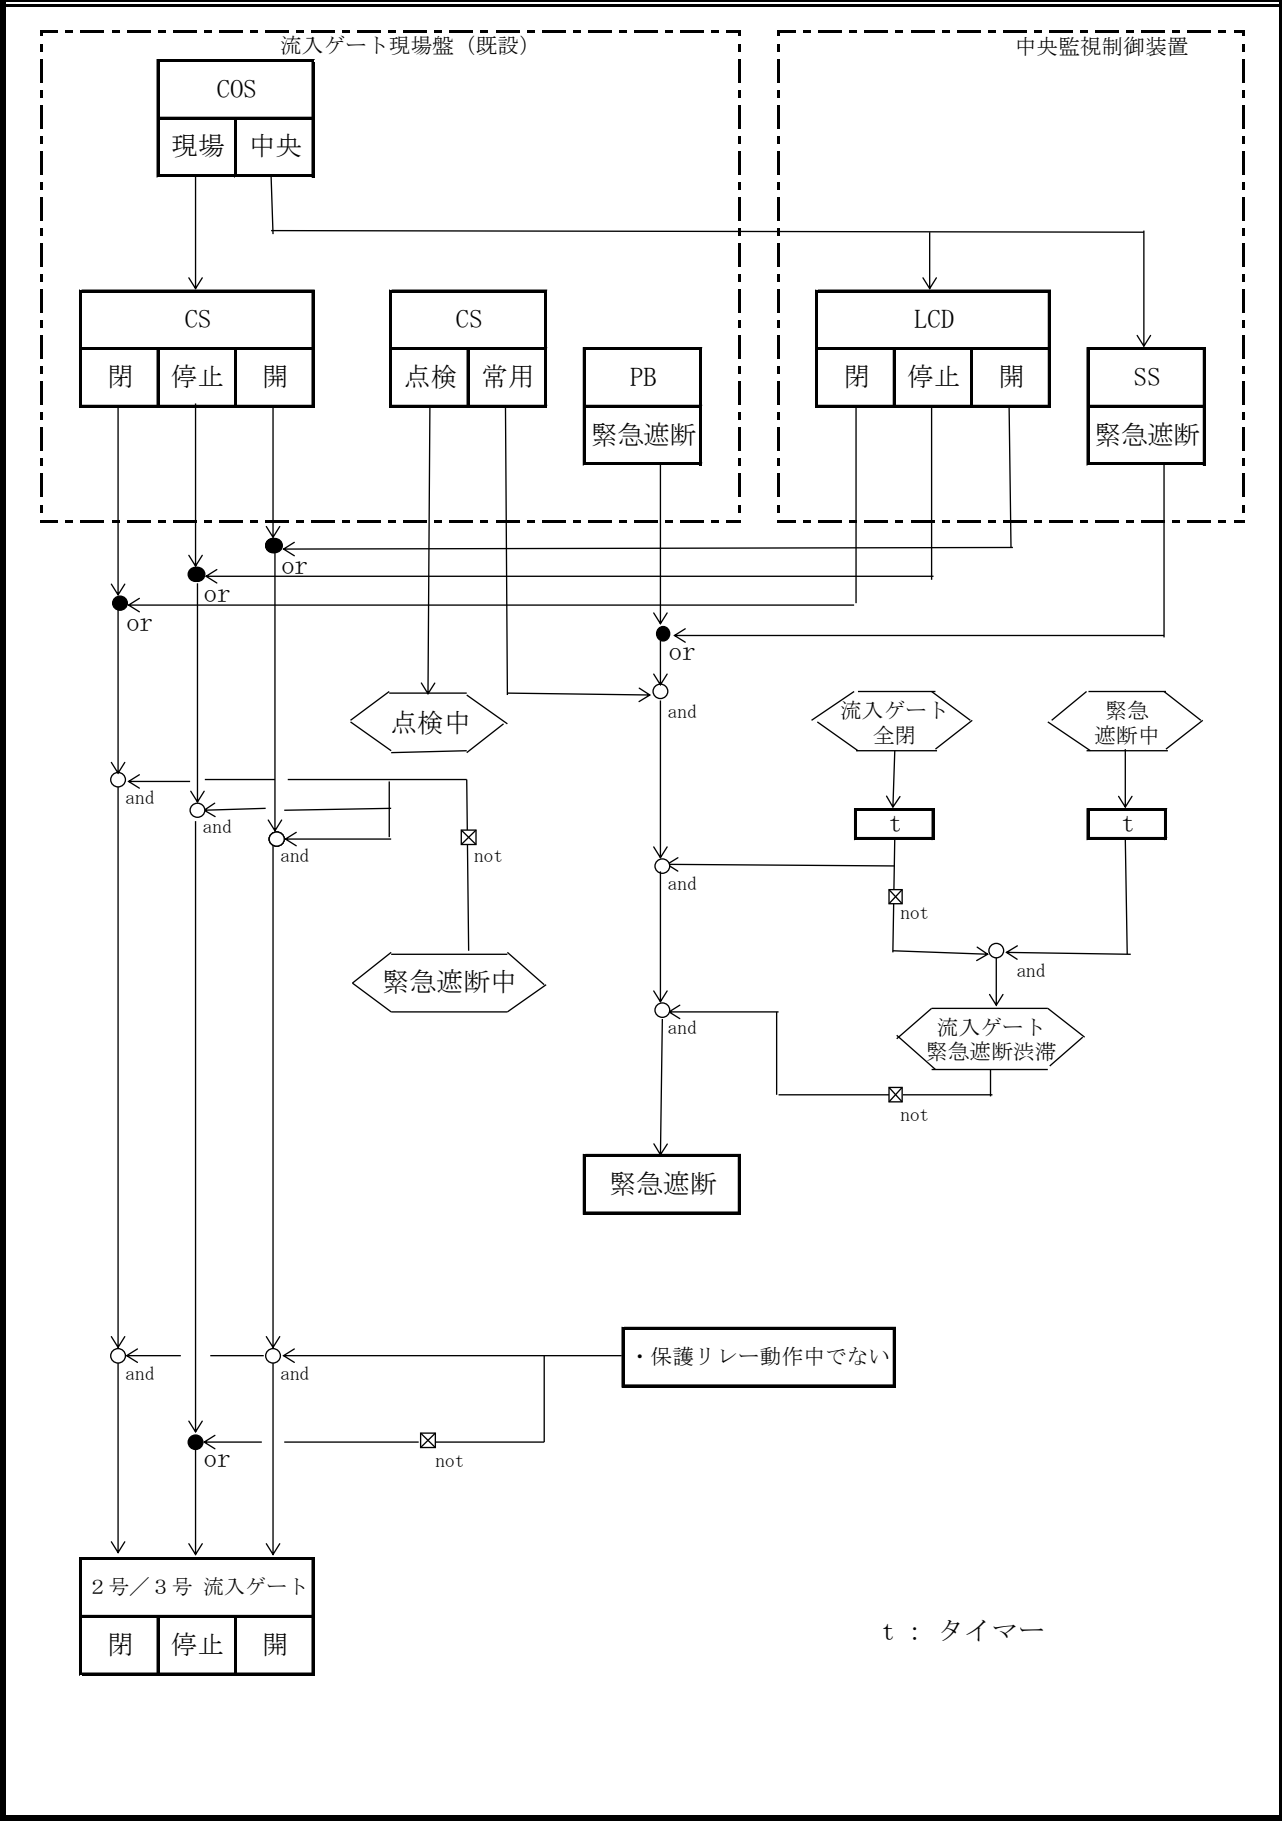 流入ゲート現場盤（既設）
中央監視制御装置
COS
現場 中央
CS
閉 停止 開
CS
点検 常用
PB
緊急遮断
LCD
閉 停止 開
SS
緊急遮断
or
or
or
or
点検中
and
流入ゲート
全閉
緊急
遮断中
and
and
and
not
t
t
and
not
緊急遮断中
and
and
流入ゲート
緊急遮断渋滞
not
緊急遮断
・保護リレー動作中でない
and
and
or
not
２号／３号 流入ゲート
閉 停止 開
t : タイマー